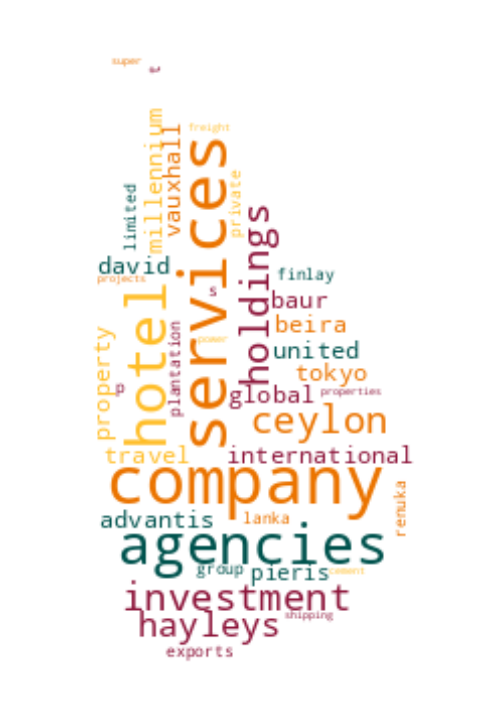 super
freight
millennium
vauxhall
services
private
limited
holdings
david
finlay
projects
hotel
s
baur
beira
power
united
plantation
property
tokyo
p
global
properties
ceylon
travel
international
company
renuka
advantis
lanka
agencies
group
pieris
cement
investment
hayleys
shipping
exports